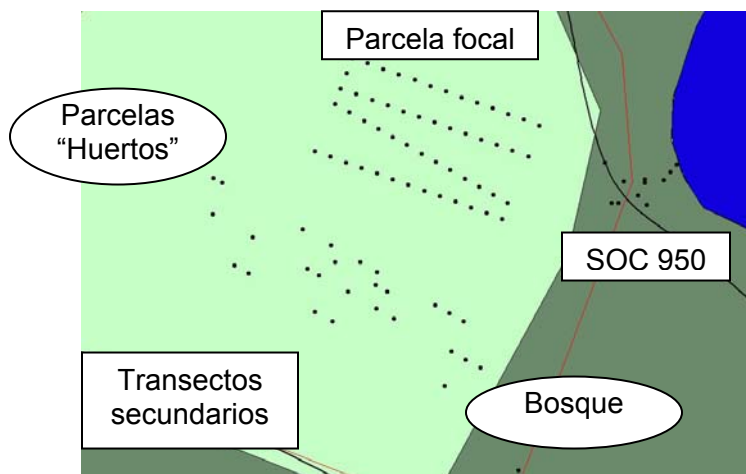 Parcela focal
Parcelas
“Huertos”
SOC 950
Transectos
secundarios
Bosque